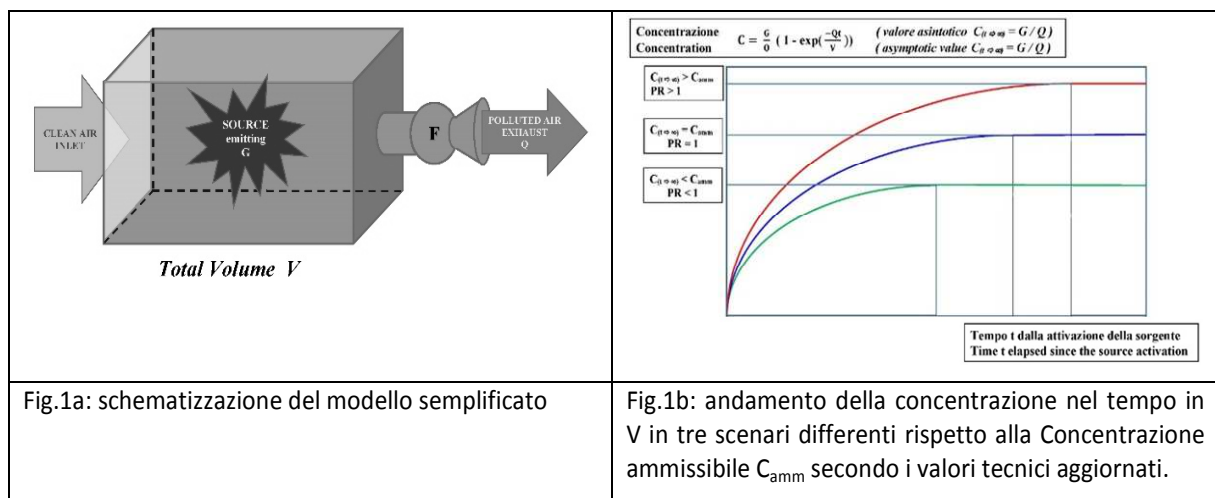 CLEAN AIR
INLET
SOURCE
emitting
G
F
POLLUTED AIR
EXHAUST
Q
Total Volume V
Concentrazione
Concentration
C = G/Q ( 1 - exp(-Qt/V))
( valore asintotico C(t⇨∞) = G / Q )
( asymptotic value C(t⇨∞) = G / Q )
C(t⇨∞) > Camm
PR > 1
C(t⇨∞) = Camm
PR = 1
C(t⇨∞) < Camm
PR < 1
Tempo t dalla attivazione della sorgente
Time t elapsed since the source activation
Fig.1a: schematizzazione del modello semplificato
Fig.1b: andamento della concentrazione nel tempo in
V in tre scenari differenti rispetto alla Concentrazione
ammissibile Camm secondo i valori tecnici aggiornati.